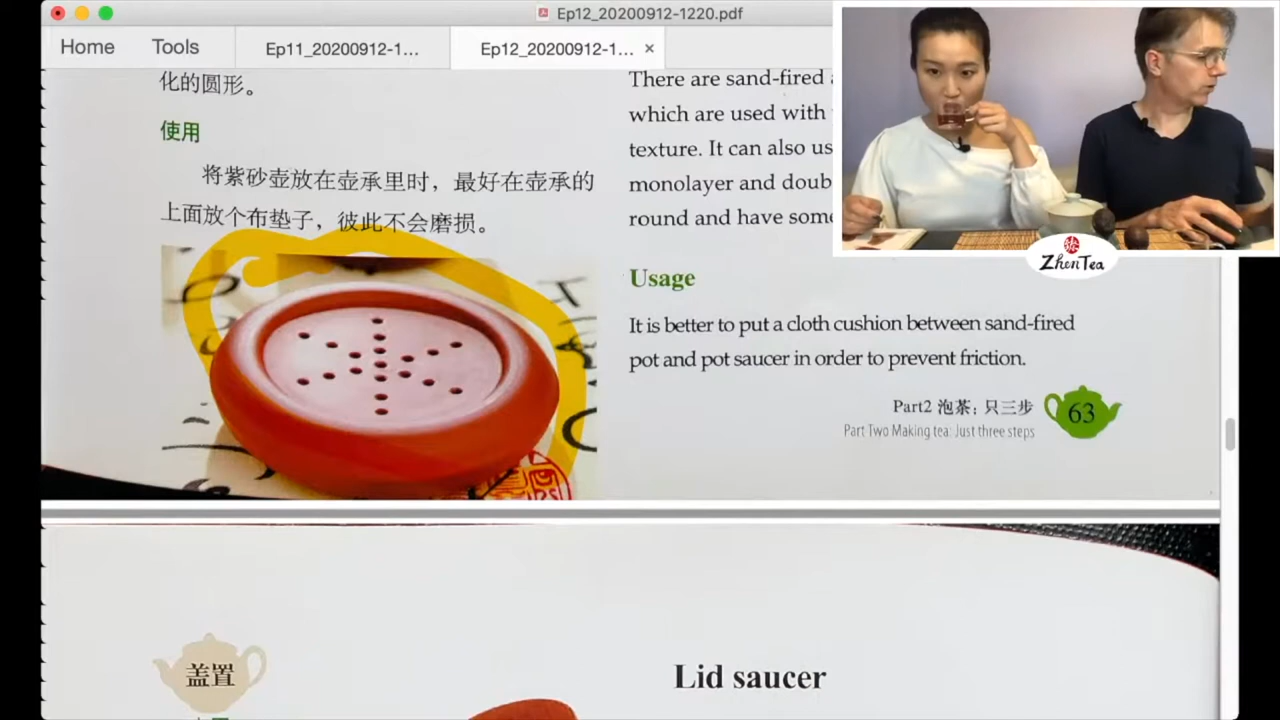 Ep12_20200912-1220.pdf
Home
Tools
Ep11_20200912-1...
Ep12_20200912-1...
化的圆形。
使用
将紫砂壶放在壶承里时，最好在壶承的
上面放个布垫子，彼此不会磨损。
There are sand-fired
which are used with
texture. It can also us
monolayer and doub
round and have some
Usage
It is better to put a cloth cushion between sand-fired
pot and pot saucer in order to prevent friction.
Part2 泡茶：只三步
Part Two Making tea: Just three steps
63
Zhen Tea
盖置
Lid saucer